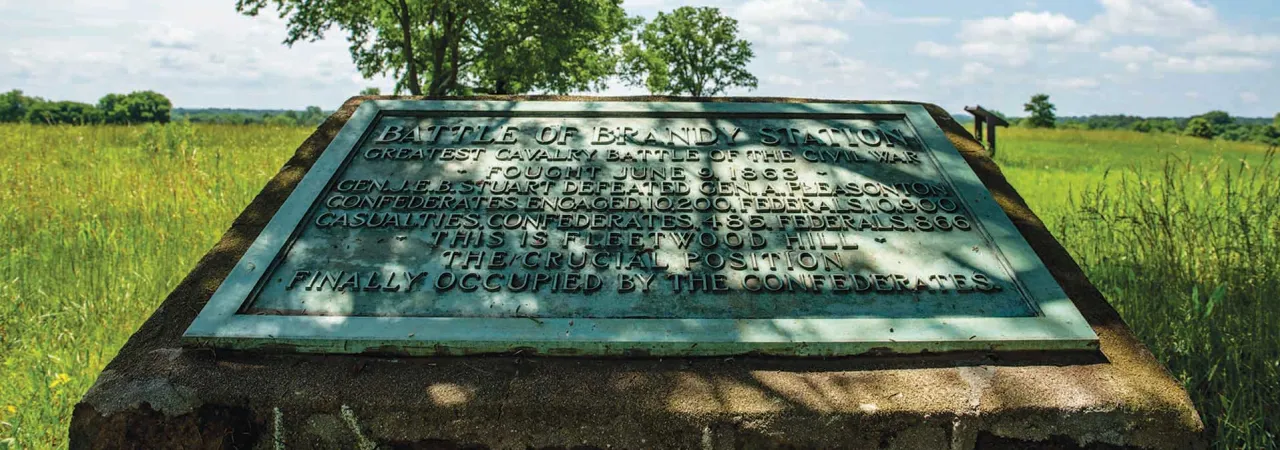 BATTLE OF BRANDY STATION
GREATEST CAVALRY BATTLE OF THE CIVIL WAR
- FOUGHT JUNE 9, 1863 -
GEN. J.E.B. STUART DEFEATED GEN. A. PLEASONTON
CONFEDERATES ENGAGED, 10,200 FEDERALS, 10,900
CASUALTIES, CONFEDERATES, 485, FEDERALS, 866
- THIS IS FLEETWOOD HILL -
THE CRUCIAL POSITION
FINALLY OCCUPIED BY THE CONFEDERATES.